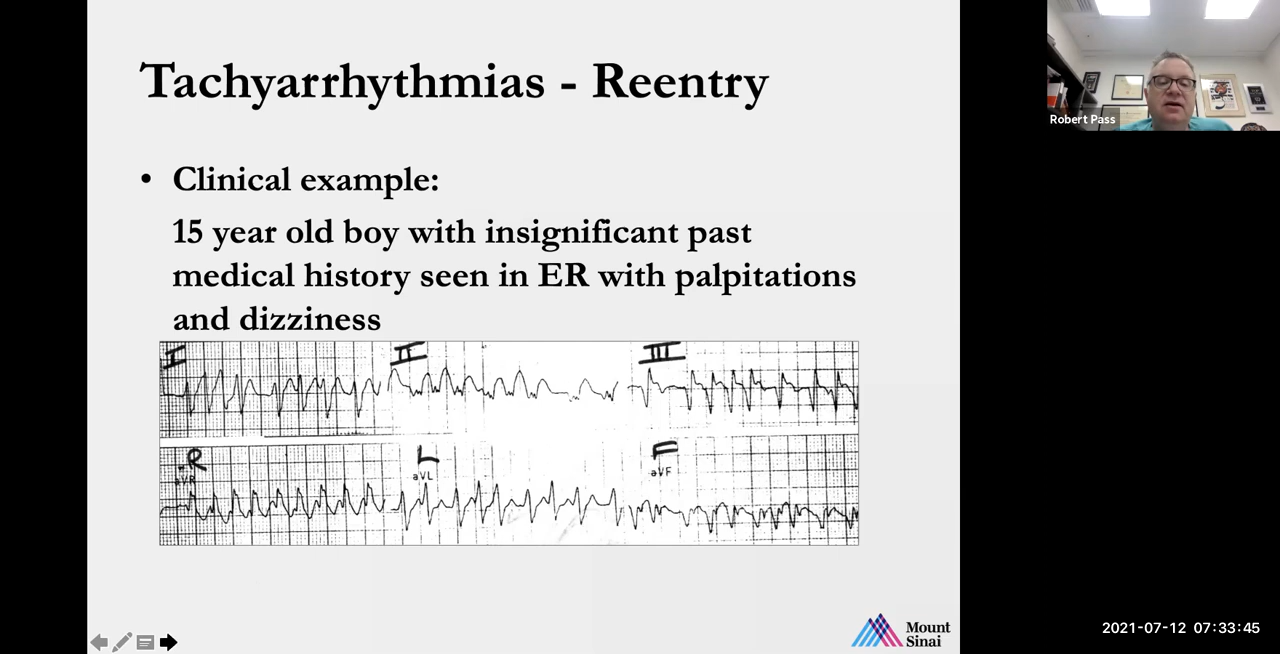 Tachyarrhythmias - Reentry
• Clinical example:
15 year old boy with insignificant past
medical history seen in ER with palpitations
and dizziness
I II III
R L F
aVR aVL aVF
Mount
Sinai
Robert Pass
2021-07-12 07:33:45